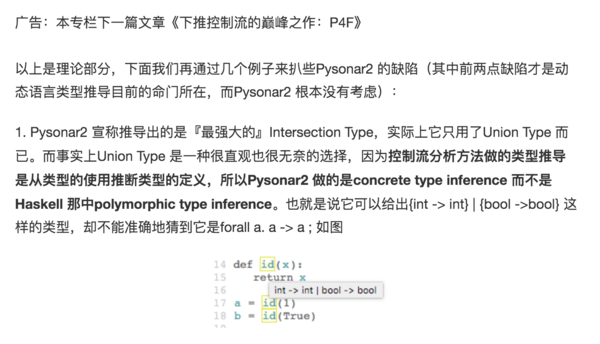 广告：本专栏下一篇文章《下推控制流的巅峰之作：P4F》
以上是理论部分，下面我们再通过几个例子来扒些Pysonar2 的缺陷（其中前两点缺陷才是动
态语言类型推导目前的命门所在，而Pysonar2 根本没有考虑）：
1. Pysonar2 宣称推导出的是『最强大的』Intersection Type，实际上它只用了Union Type 而
已。而事实上Union Type 是一种很直观也很无奈的选择，因为控制流分析方法做的类型推导
是从类型的使用推断类型的定义，所以Pysonar2 做的是concrete type inference 而不是
Haskell 那中polymorphic type inference。也就是说它可以给出{int -> int} | {bool ->bool} 这
样的类型，却不能准确地猜到它是forall a. a -> a ; 如图
14 def id(x):
15 return x
16 int -> int | bool -> bool
17 a = id(1)
18 b = id(True)